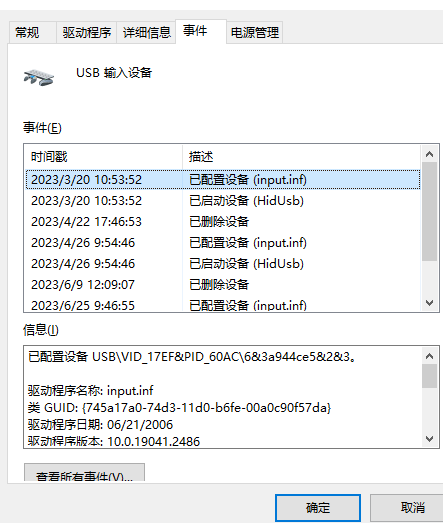 常规 驱动程序 详细信息 事件 电源管理
USB 输入设备
事件(E)
时间戳 描述
2023/3/20 10:53:52 已配置设备 (input.inf)
2023/3/20 10:53:52 已启动设备 (HidUsb)
2023/4/22 17:46:53 已删除设备
2023/4/26 9:54:46 已配置设备 (input.inf)
2023/4/26 9:54:46 已启动设备 (HidUsb)
2023/6/9 12:09:07 已删除设备
2023/6/25 9:46:55 已配置设备 (input.inf)
信息(I)
已配置设备 USB\VID_17EF&PID_60AC\6&3a944ce5&2&3。
驱动程序名称: input.inf
类 GUID: {745a17a0-74d3-11d0-b6fe-00a0c90f57da}
驱动程序日期: 06/21/2006
驱动程序版本: 10.0.19041.2486
查看所有事件(V)...
确定 取消